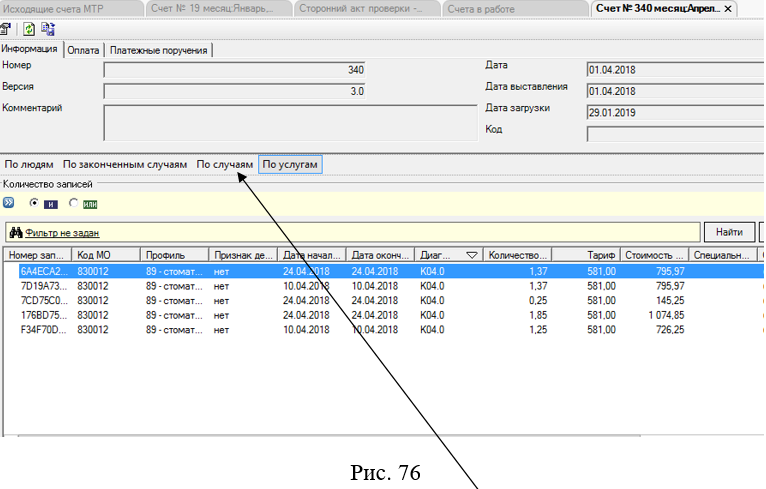 Исходящие счета МТР Счет № 19 месяц:Январь,... Сторонний акт проверки -... Счета в работе Счет № 340 месяц:Апрел...
Информация Оплата Платежные поручения
Номер 340 Дата 01.04.2018
Версия 3.0 Дата выставления 01.04.2018
Комментарий Дата загрузки 29.01.2019
Код
По людям По законченным случаям По случаям По услугам
Количество записей
и или
Фильтр не задан Найти
Номер зап... Код МО Профиль Признак де... Дата начал... Дата оконч... Диаг... Количество... Тариф Стоимость ... Специальн...
6A4ECA2... 830012 89 - стомат... нет 24.04.2018 24.04.2018 K04.0 1,37 581,00 795,97
7D19A73... 830012 89 - стомат... нет 10.04.2018 10.04.2018 K04.0 1,37 581,00 795,97
7CD75C0... 830012 89 - стомат... нет 24.04.2018 24.04.2018 K04.0 0,25 581,00 145,25
176BD75... 830012 89 - стомат... нет 24.04.2018 24.04.2018 K04.0 1,85 581,00 1 074,85
F34F70D... 830012 89 - стомат... нет 10.04.2018 10.04.2018 K04.0 1,25 581,00 726,25
Рис. 76